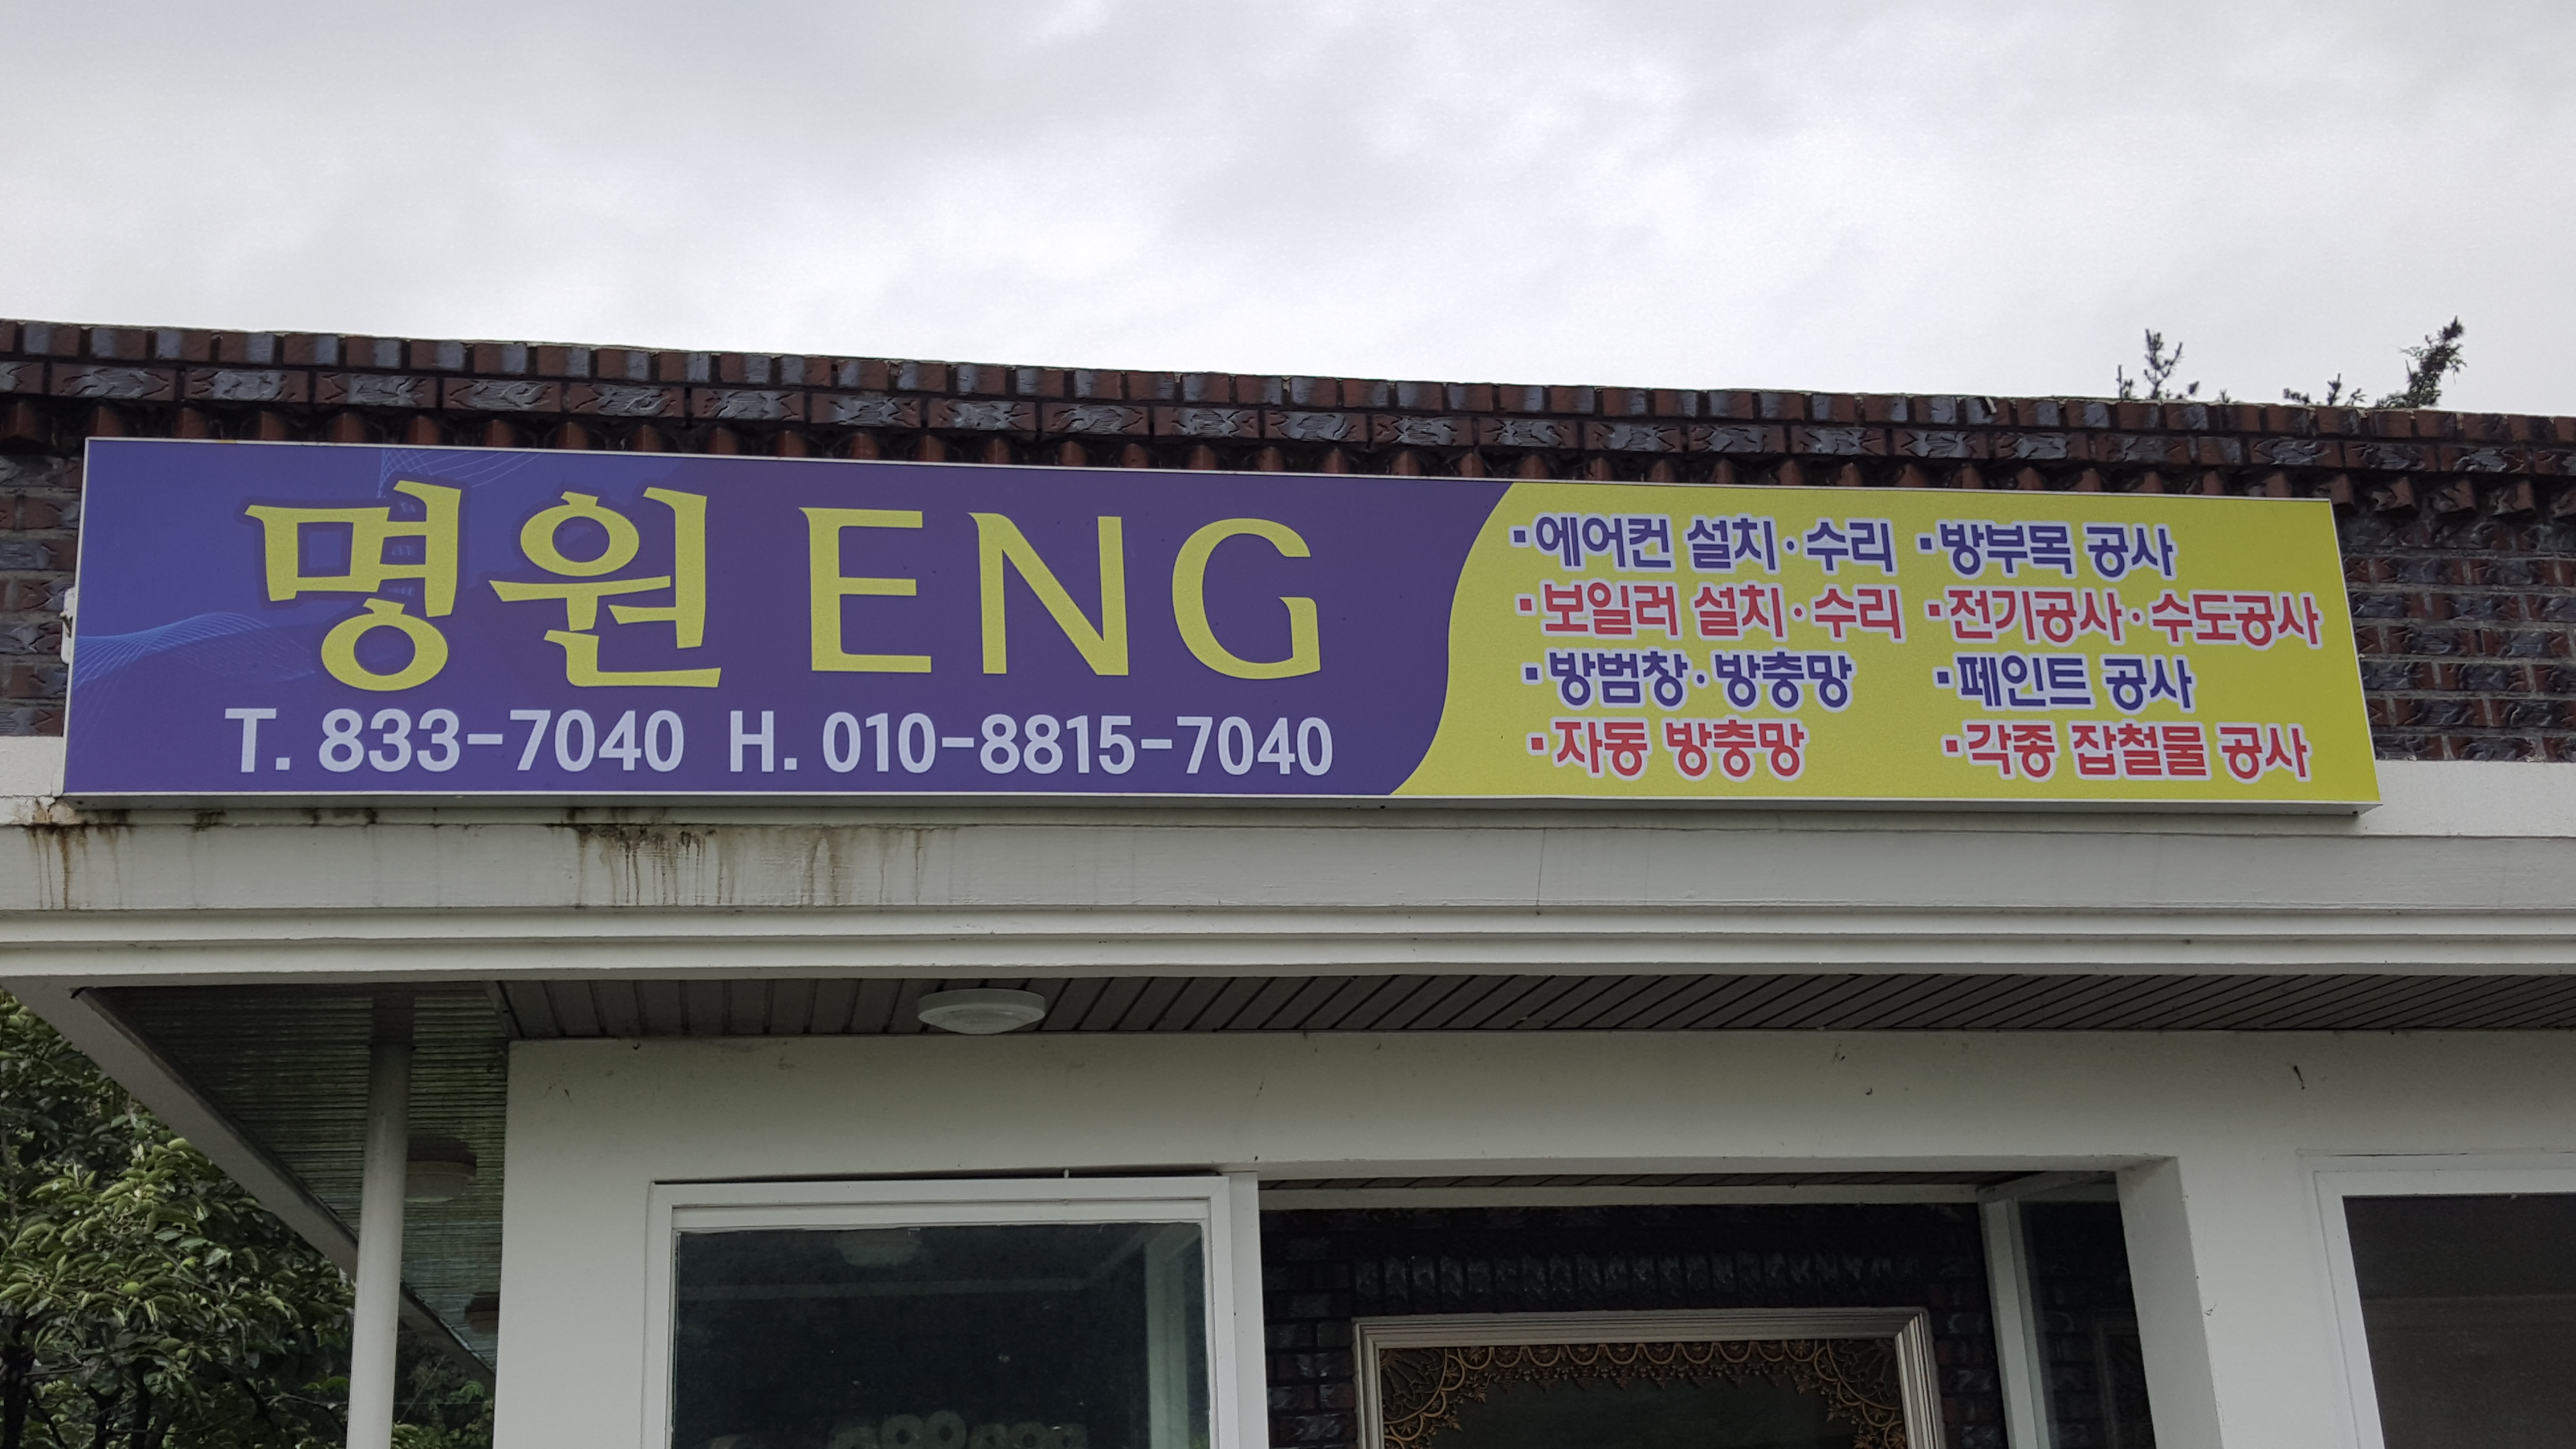 명원 ENG
T. 833-7040 H. 010-8815-7040
·에어컨 설치·수리 ·방부목 공사
·보일러 설치·수리 ·전기공사·수도공사
·방범창·방충망 ·페인트 공사
·자동 방충망 ·각종 잡철물 공사